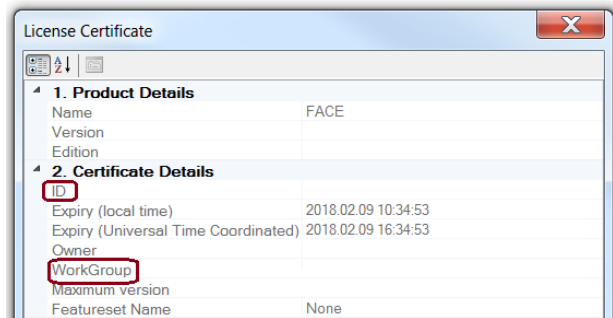 License Certificate
1. Product Details
Name FACE
Version
Edition
2. Certificate Details
ID
Expiry (local time) 2018.02.09 10:34:53
Expiry (Universal Time Coordinated) 2018.02.09 16:34:53
Owner
WorkGroup
Maximum version
Featureset Name None